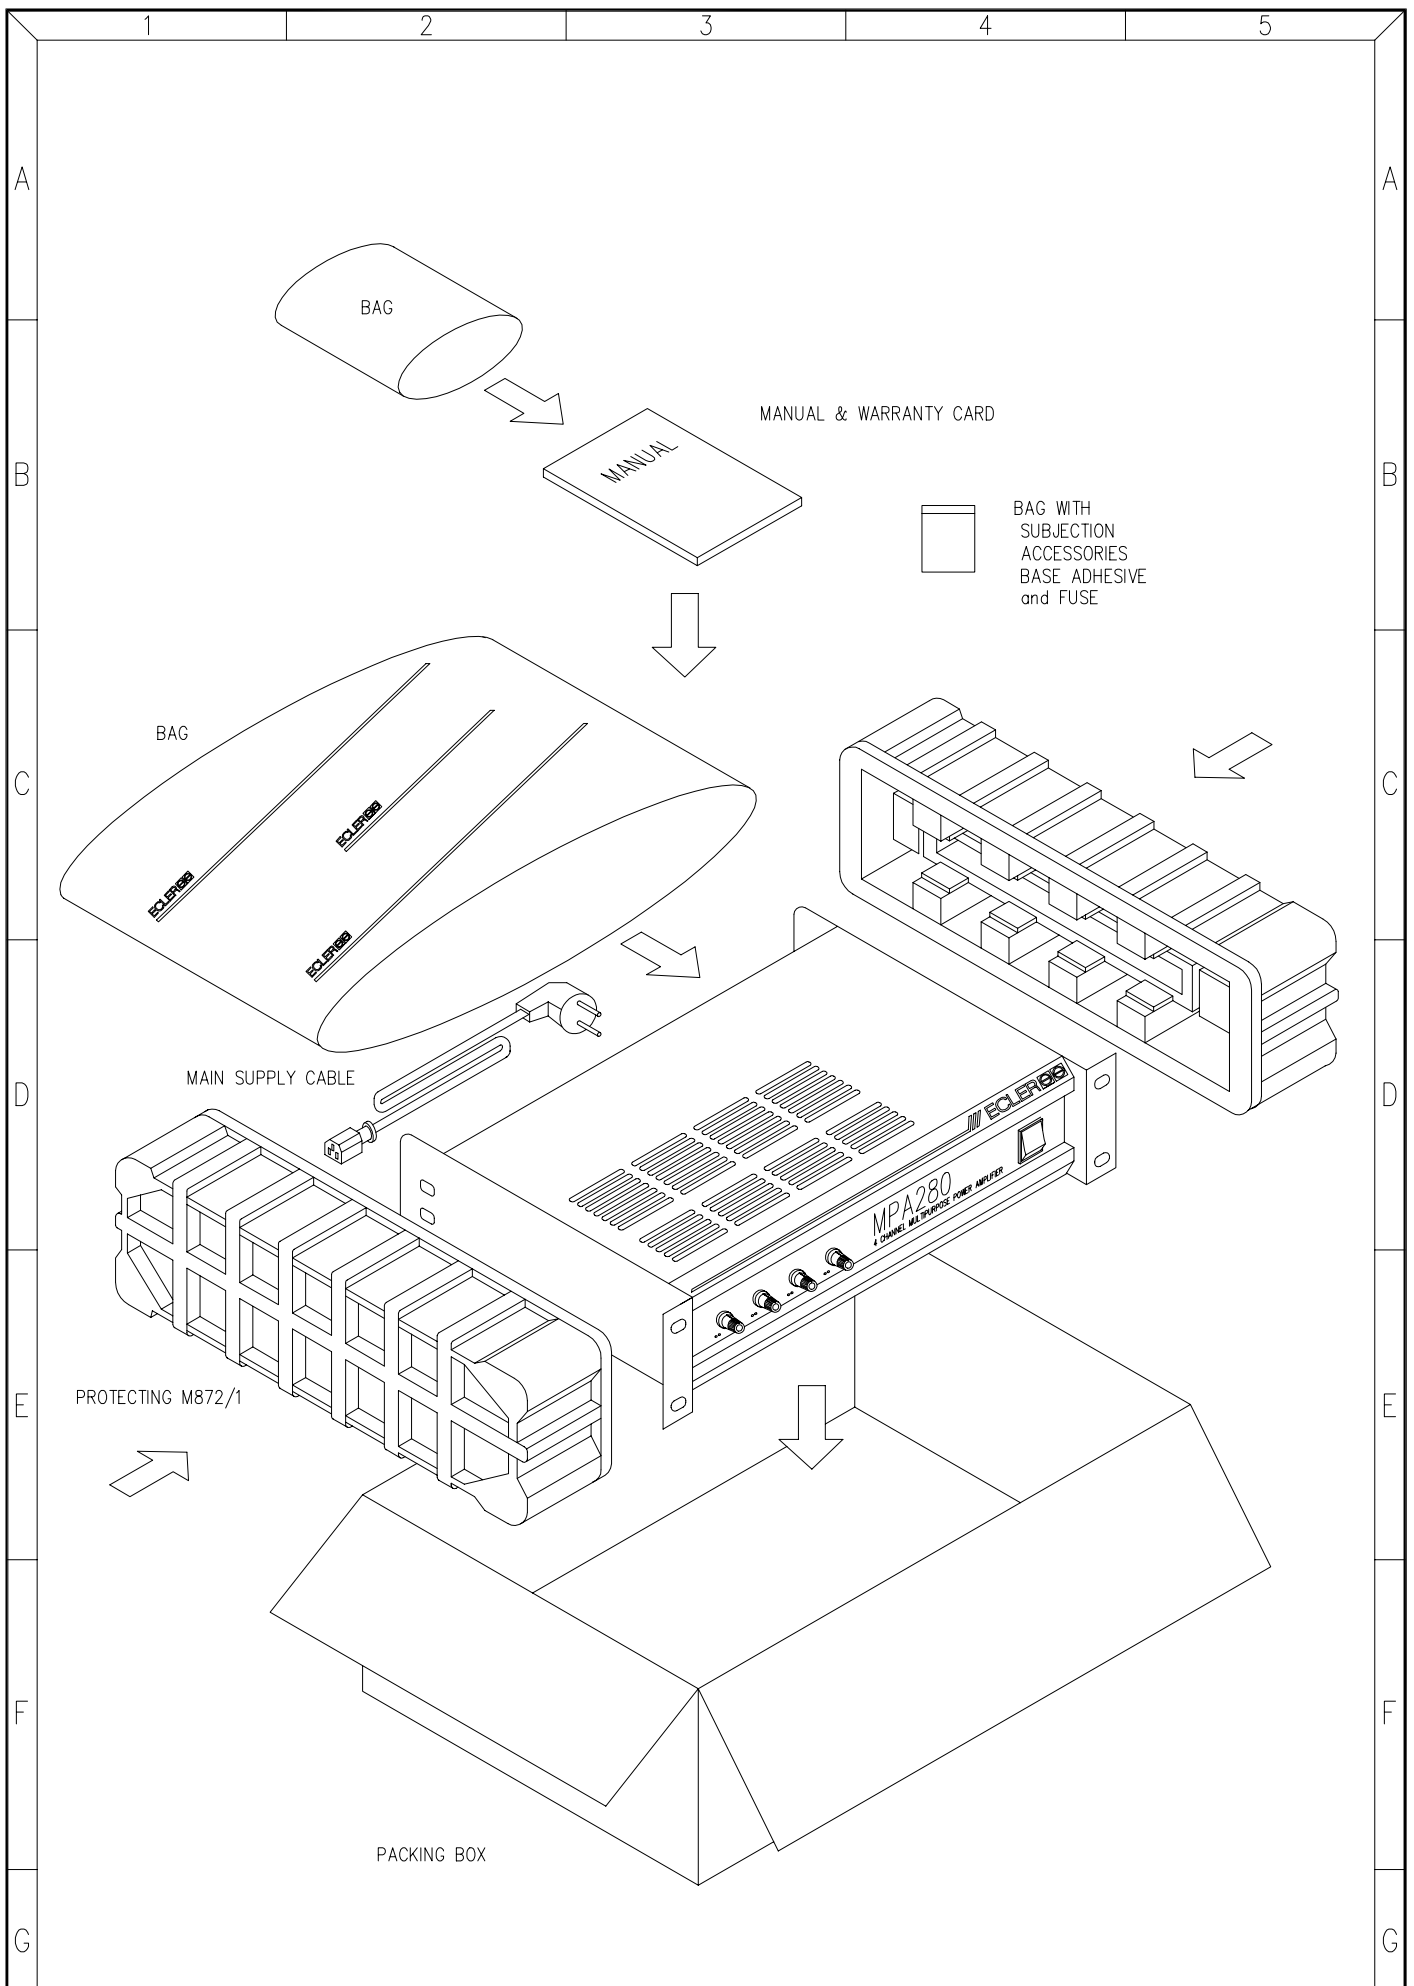 1 2 3 4 5
A A
BAG
MANUAL & WARRANTY CARD
MANUAL
B B
BAG WITH
SUBJECTION
ACCESSORIES
BASE ADHESIVE
and FUSE
BAG
C C
ECLER
ECLER
ECLER
MAIN SUPPLY CABLE
D D
ECLER
MPA280
4 CHANNEL MULTIPURPOSE POWER AMPLIFIER
PROTECTING M872/1
E E
F F
PACKING BOX
G G